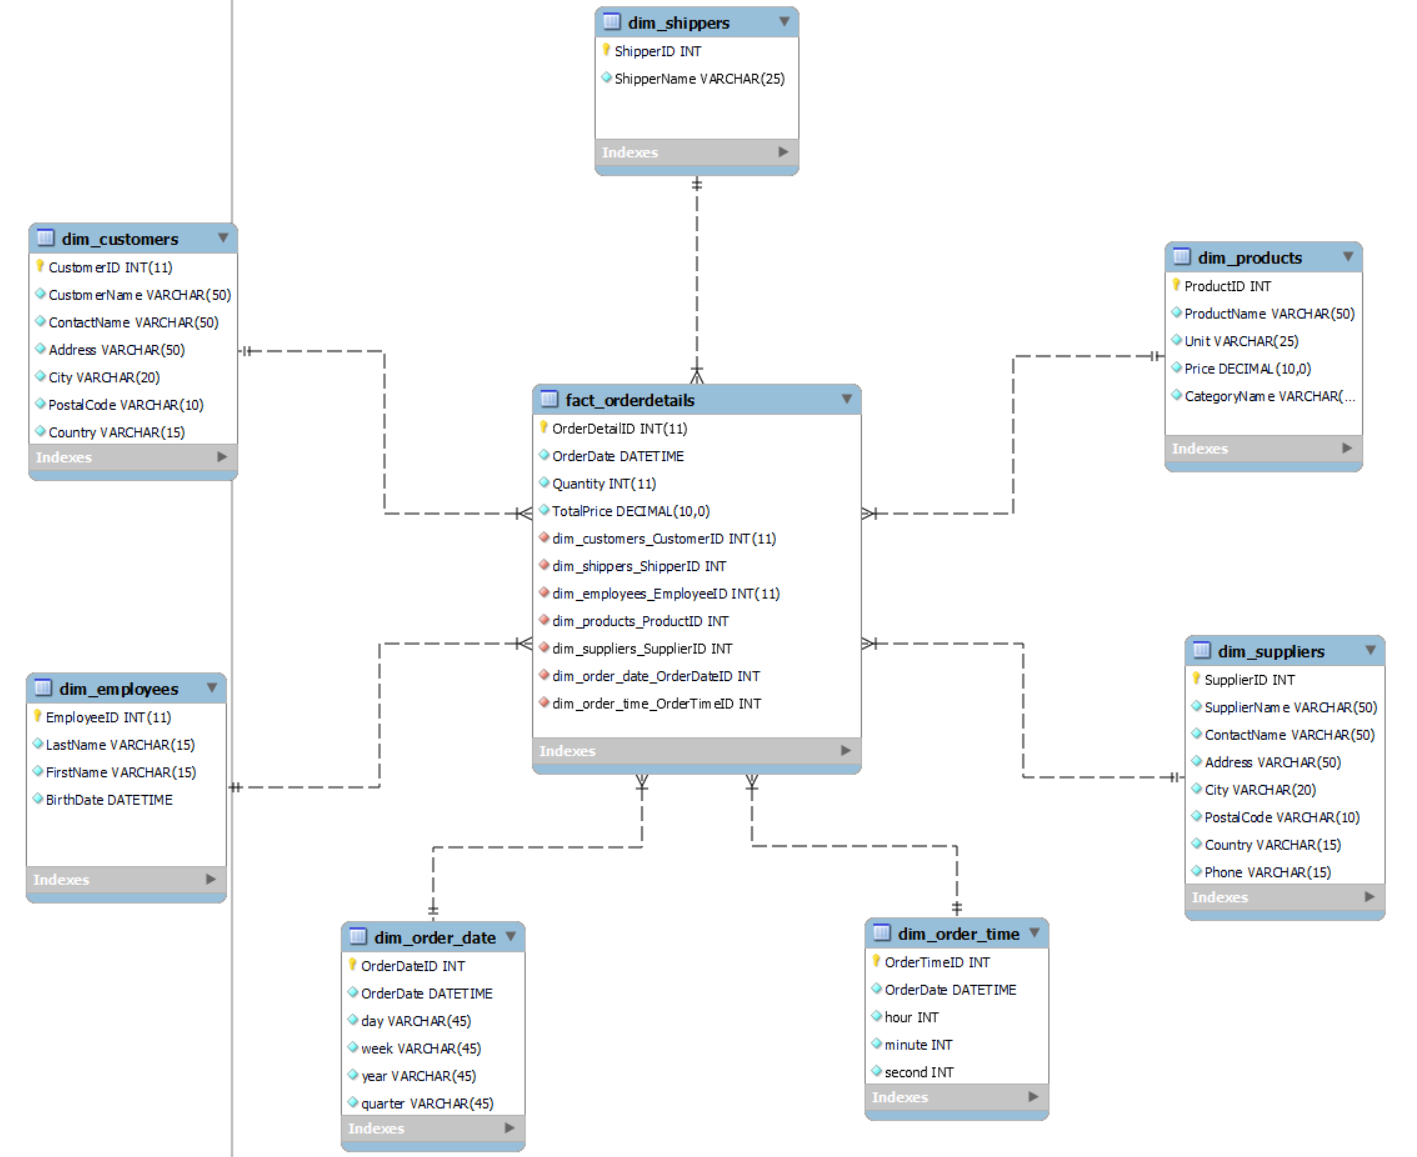 dim_shippers
ShipperID INT
ShipperName VARCHAR(25)
Indexes
dim_customers
CustomerID INT(11)
CustomerName VARCHAR(50)
ContactName VARCHAR(50)
Address VARCHAR(50)
City VARCHAR(20)
PostalCode VARCHAR(10)
Country VARCHAR(15)
Indexes
dim_products
ProductID INT
ProductName VARCHAR(50)
Unit VARCHAR(25)
Price DECIMAL(10,0)
CategoryName VARCHAR(...
Indexes
fact_orderdetails
OrderDetailID INT(11)
OrderDate DATETIME
Quantity INT(11)
TotalPrice DECIMAL(10,0)
dim_customers_CustomerID INT(11)
dim_shippers_ShipperID INT
dim_employees_EmployeeID INT(11)
dim_products_ProductID INT
dim_suppliers_SupplierID INT
dim_order_date_OrderDateID INT
dim_order_time_OrderTimeID INT
Indexes
dim_employees
EmployeeID INT(11)
LastName VARCHAR(15)
FirstName VARCHAR(15)
BirthDate DATETIME
Indexes
dim_suppliers
SupplierID INT
SupplierName VARCHAR(50)
ContactName VARCHAR(50)
Address VARCHAR(50)
City VARCHAR(20)
PostalCode VARCHAR(10)
Country VARCHAR(15)
Phone VARCHAR(15)
Indexes
dim_order_date
OrderDateID INT
OrderDate DATETIME
day VARCHAR(45)
week VARCHAR(45)
year VARCHAR(45)
quarter VARCHAR(45)
Indexes
dim_order_time
OrderTimeID INT
OrderDate DATETIME
hour INT
minute INT
second INT
Indexes